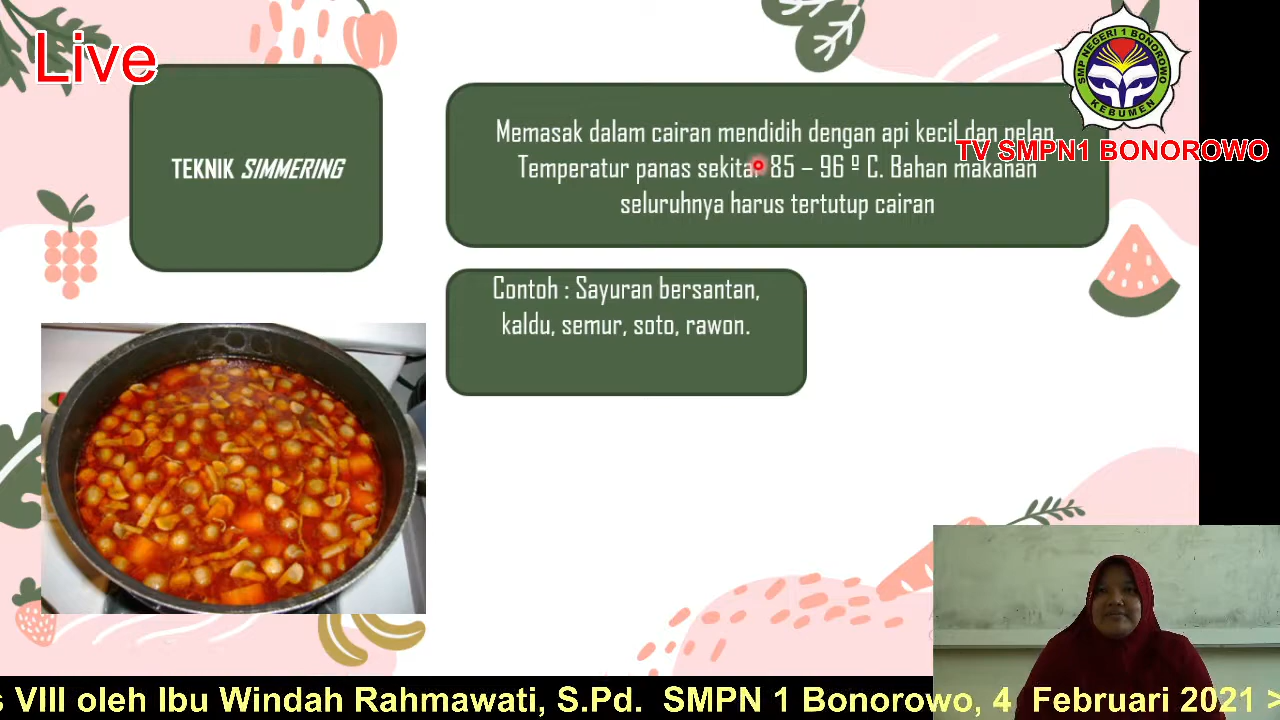 Live
TEKNIK SIMMERING
Memasak dalam cairan mendidih dengan api kecil dan pelan
Temperatur panas sekitar 85 – 96 º C. Bahan makanan
seluruhnya harus tertutup cairan
SMP NEGERI 1 BONOROWO
KEBUMEN
TV SMPN1 BONOROWO
Contoh : Sayuran bersantan,
kaldu, semur, soto, rawon.
s VIII oleh Ibu Windah Rahmawati, S.Pd. SMPN 1 Bonorowo, 4 Februari 2021 >